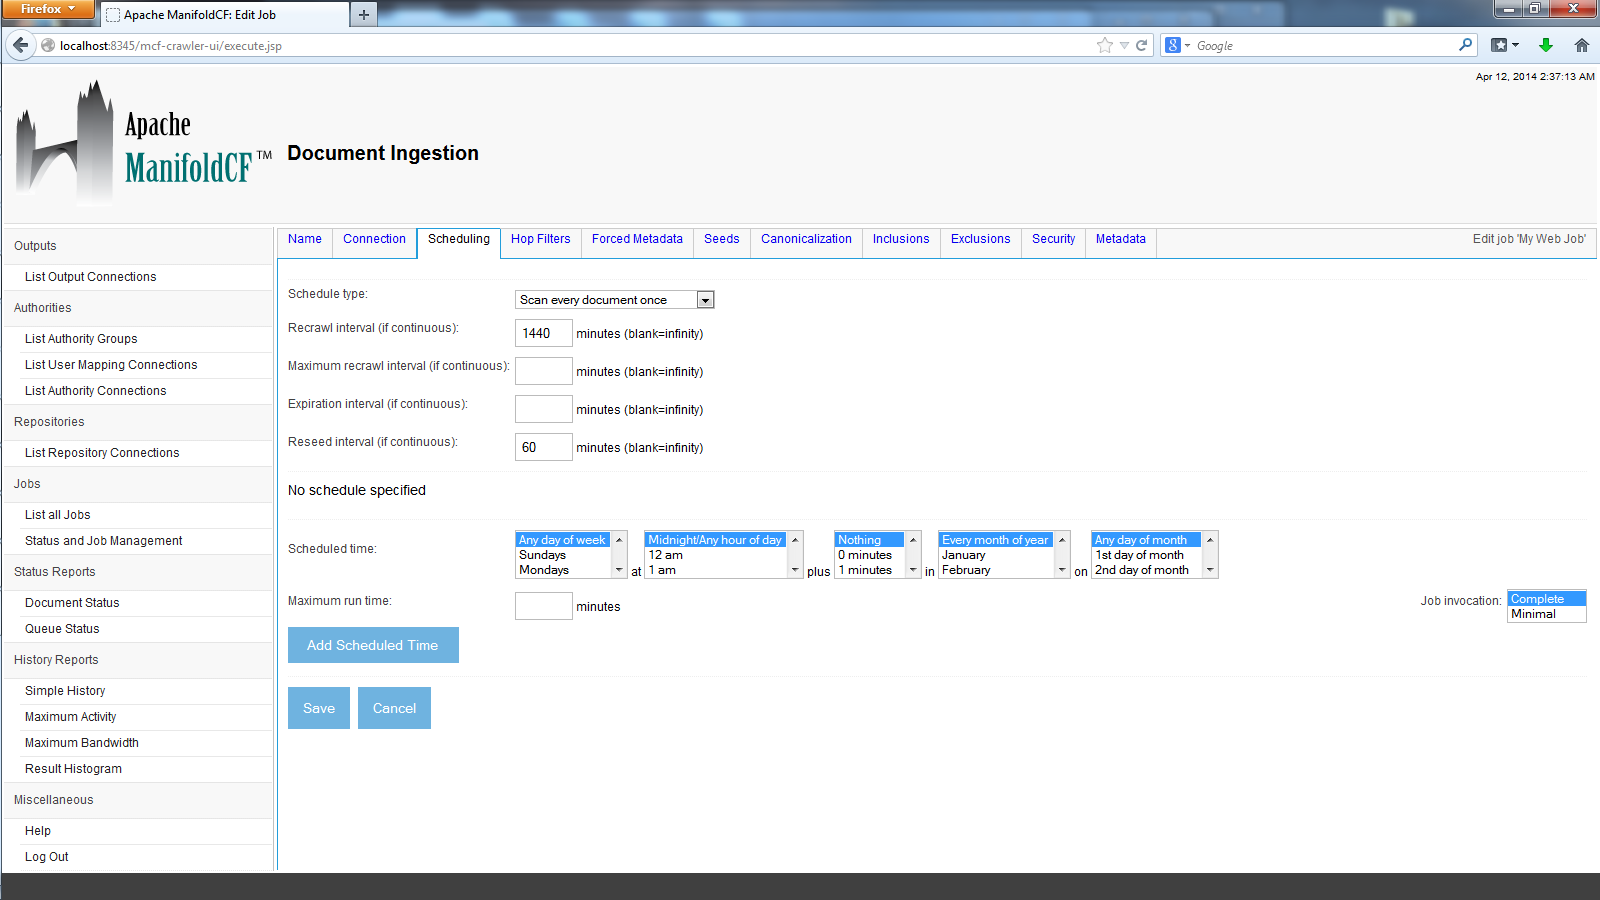 Firefox
Apache ManifoldCF: Edit Job
localhost:8345/mcf-crawler-ui/execute.jsp
Google
Apr 12, 2014 2:37:13 AM
Apache
ManifoldCF™
Document Ingestion
Outputs
List Output Connections
Authorities
List Authority Groups
List User Mapping Connections
List Authority Connections
Repositories
List Repository Connections
Jobs
List all Jobs
Status and Job Management
Status Reports
Document Status
Queue Status
History Reports
Simple History
Maximum Activity
Maximum Bandwidth
Result Histogram
Miscellaneous
Help
Log Out
Name Connection Scheduling Hop Filters Forced Metadata Seeds Canonicalization Inclusions Exclusions Security Metadata Edit job 'My Web Job'
Schedule type: Scan every document once
Recrawl interval (if continuous): 1440 minutes (blank=infinity)
Maximum recrawl interval (if continuous): minutes (blank=infinity)
Expiration interval (if continuous): minutes (blank=infinity)
Reseed interval (if continuous): 60 minutes (blank=infinity)
No schedule specified
Scheduled time:
Any day of week
Sundays
Mondays
at
Midnight/Any hour of day
12 am
1 am
plus
Nothing
0 minutes
1 minutes
in
Every month of year
January
February
on
Any day of month
1st day of month
2nd day of month
Maximum run time: minutes
Job invocation: Complete
Minimal
Add Scheduled Time
Save Cancel